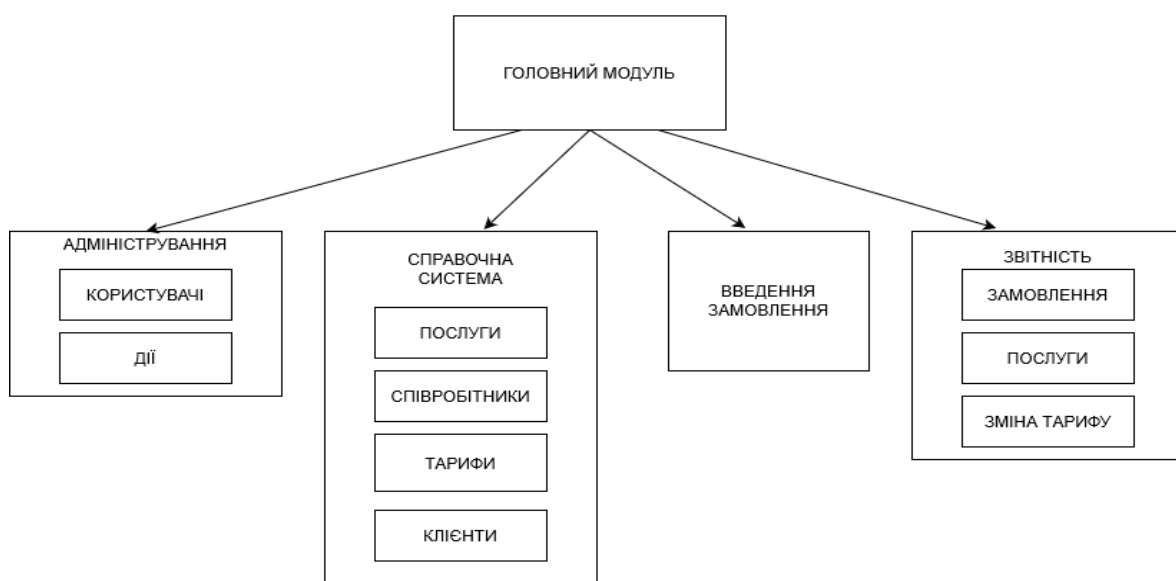 ГОЛОВНИЙ МОДУЛЬ
АДМІНІСТРУВАННЯ
КОРИСТУВАЧІ
ДІЇ
СПРАВОЧНА
СИСТЕМА
ПОСЛУГИ
СПІВРОБІТНИКИ
ТАРИФИ
КЛІЄНТИ
ВВЕДЕННЯ
ЗАМОВЛЕННЯ
ЗВІТНІСТЬ
ЗАМОВЛЕННЯ
ПОСЛУГИ
ЗМІНА ТАРИФУ